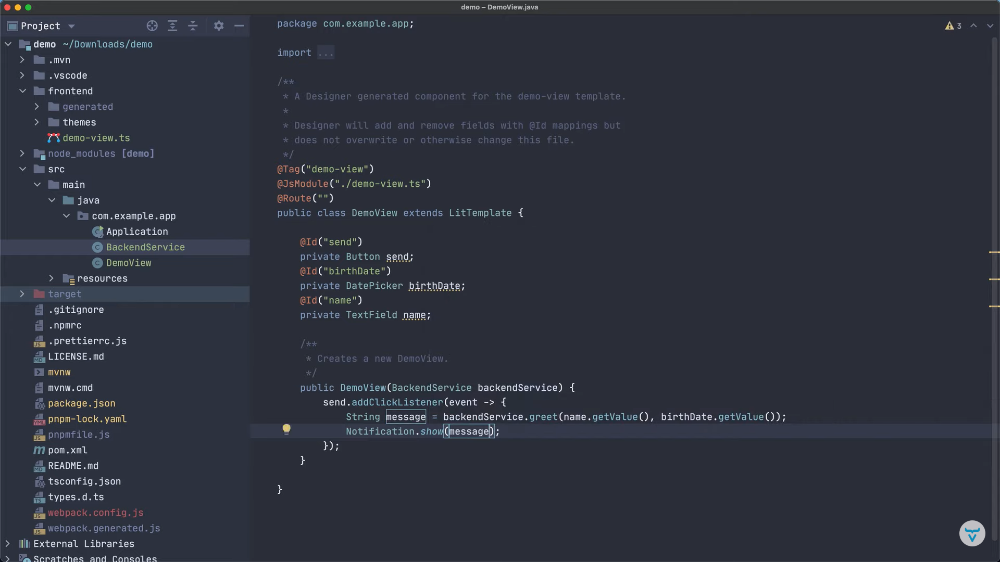 demo – DemoView.java
Project
demo ~/Downloads/demo
.mvn
.vscode
frontend
generated
themes
demo-view.ts
node_modules [demo]
src
main
java
com.example.app
Application
BackendService
DemoView
resources
target
.gitignore
.npmrc
.prettierrc.js
LICENSE.md
mvnw
mvnw.cmd
package.json
pnpm-lock.yaml
pnpmfile.js
pom.xml
README.md
tsconfig.json
types.d.ts
webpack.config.js
webpack.generated.js
External Libraries
Scratches and Consoles
3
package com.example.app;
import ...
/**
* A Designer generated component for the demo-view template.
*
* Designer will add and remove fields with @Id mappings but
* does not overwrite or otherwise change this file.
*/
@Tag("demo-view")
@JsModule("./demo-view.ts")
@Route("")
public class DemoView extends LitTemplate {
@Id("send")
private Button send;
@Id("birthDate")
private DatePicker birthDate;
@Id("name")
private TextField name;
/**
* Creates a new DemoView.
*/
public DemoView(BackendService backendService) {
send.addClickListener(event -> {
String message = backendService.greet(name.getValue(), birthDate.getValue());
Notification.show(message);
});
}
}